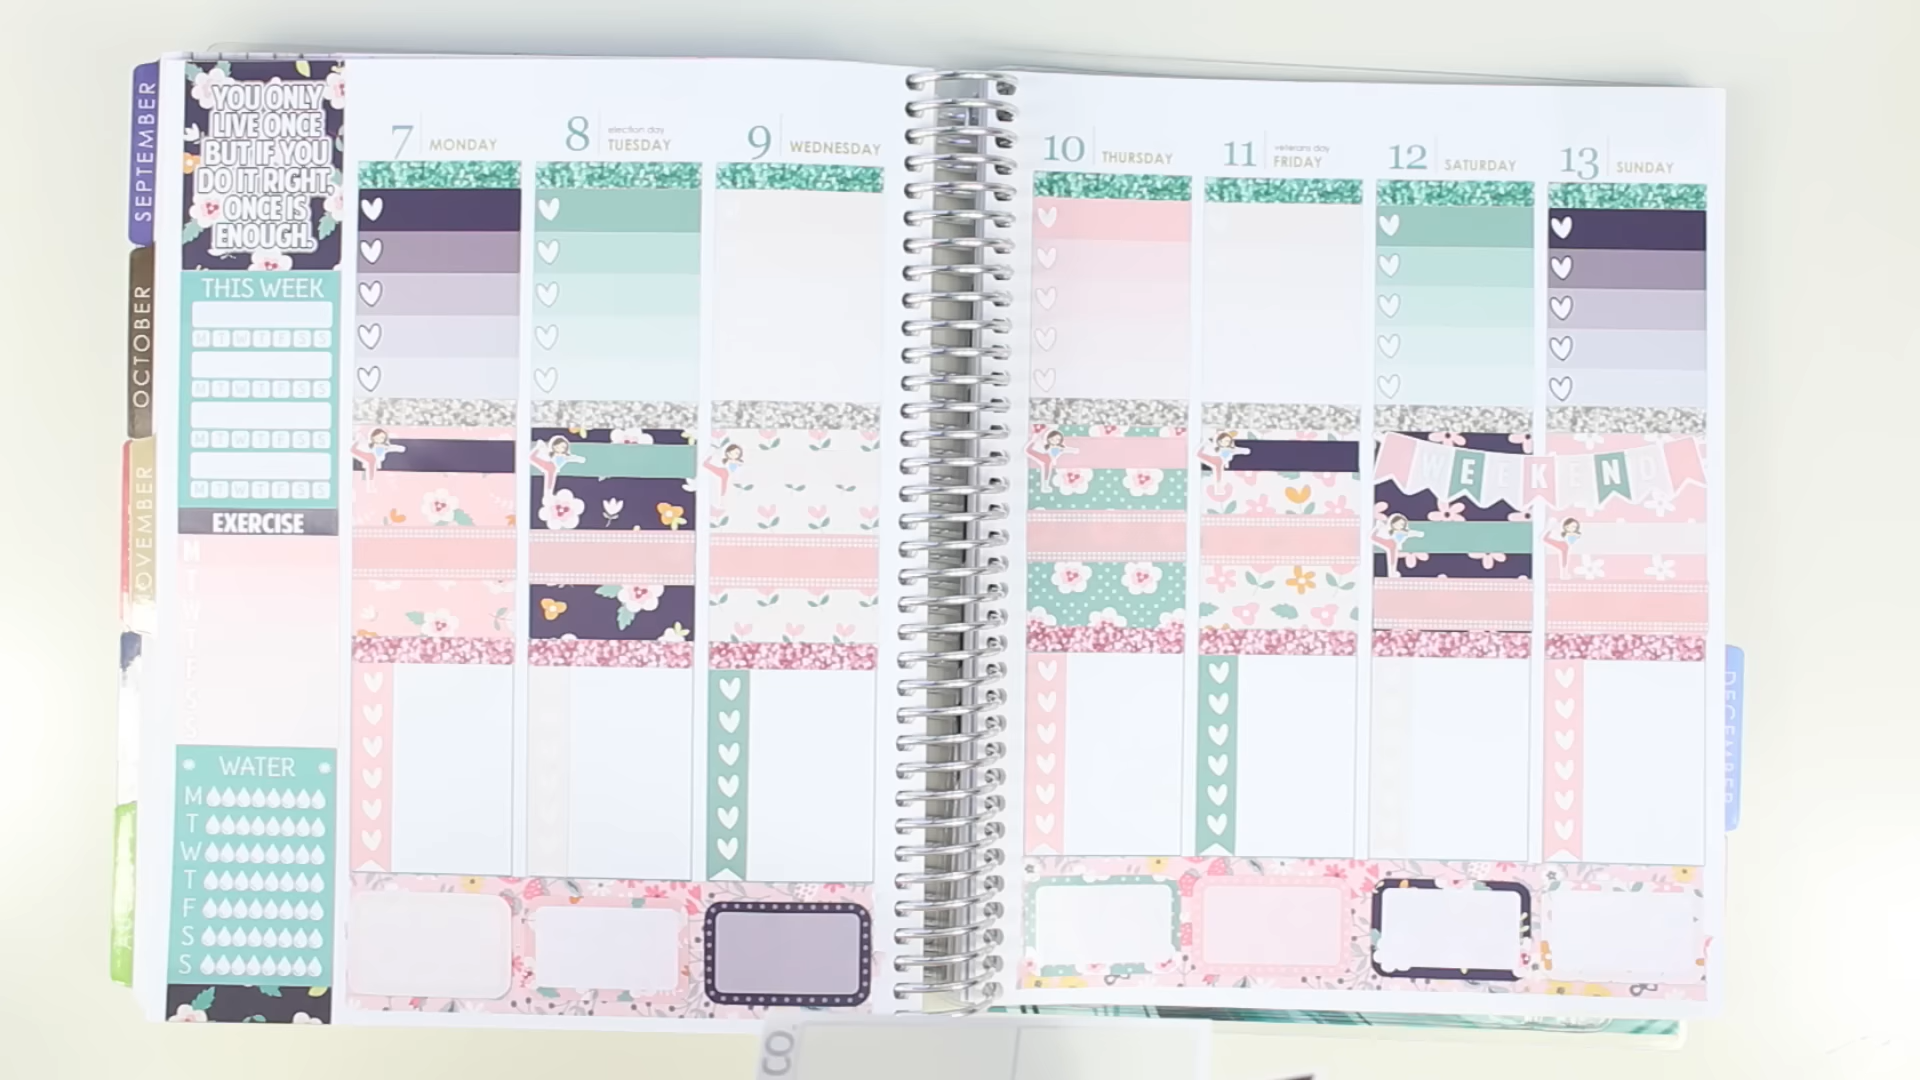 SEPTEMBER
OCTOBER
NOVEMBER
YOU ONLY
LIVE ONCE
BUT IF YOU
DO IT RIGHT,
ONCE IS
ENOUGH.
THIS WEEK
M T W T F S S
M T W T F S S
M T W T F S S
M T W T F S S
EXERCISE
M
T
W
T
F
S
S
WATER
M
T
W
T
F
S
S
7 MONDAY
election day
8 TUESDAY
9 WEDNESDAY
10 THURSDAY
veterans day
11 FRIDAY
12 SATURDAY
13 SUNDAY
WEEKEND
DECEMBER